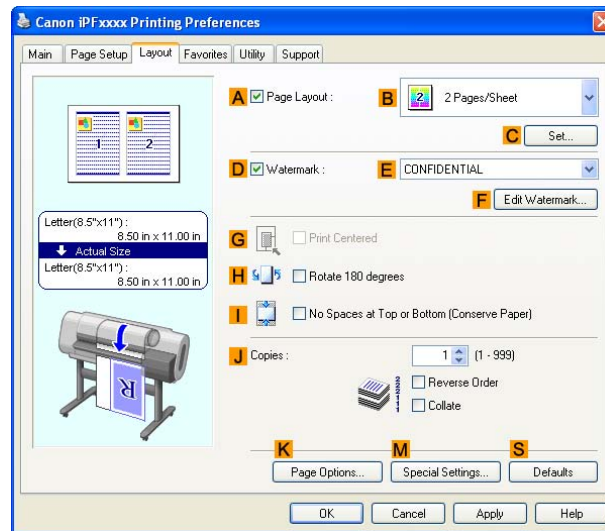 Canon iPFxxxx Printing Preferences
Main Page Setup Layout Favorites Utility Support
A Page Layout : B 2 2 Pages/Sheet
1 2
C Set...
D Watermark : E CONFIDENTIAL
F Edit Watermark...
Letter(8.5"x11") :
8.50 in x 11.00 in
Actual Size
Letter(8.5"x11") :
8.50 in x 11.00 in
G Print Centered
H Rotate 180 degrees
I No Spaces at Top or Bottom (Conserve Paper)
R
J Copies : 1 (1 - 999)
Reverse Order
Collate
K M S
Page Options... Special Settings... Defaults
OK Cancel Apply Help